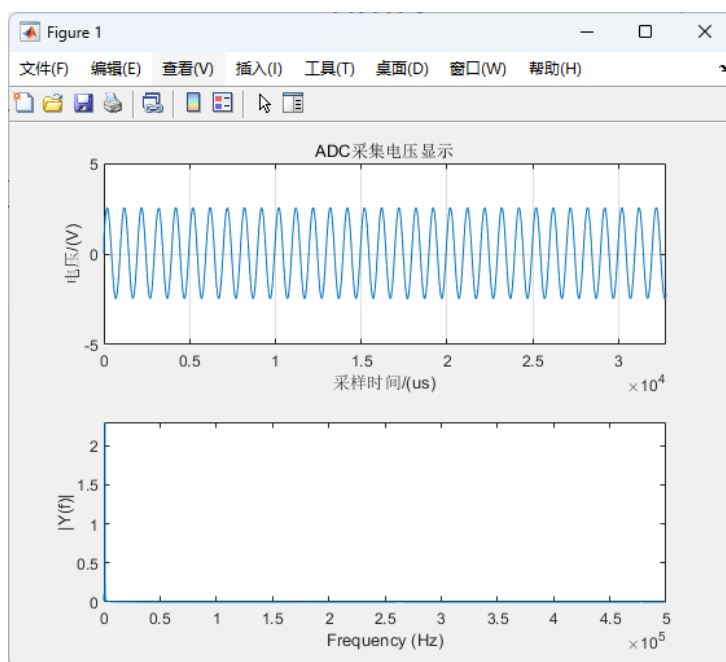 Figure 1
文件(F) 编辑(E) 查看(V) 插入(I) 工具(T) 桌面(D) 窗口(W) 帮助(H)
ADC采集电压显示
5
0
-5
电压/(V)
0 0.5 1 1.5 2 2.5 3
×10^4
采样时间/(us)
2
1.5
1
0.5
0
|Y(f)|
0 0.5 1 1.5 2 2.5 3 3.5 4 4.5 5
×10^5
Frequency (Hz)